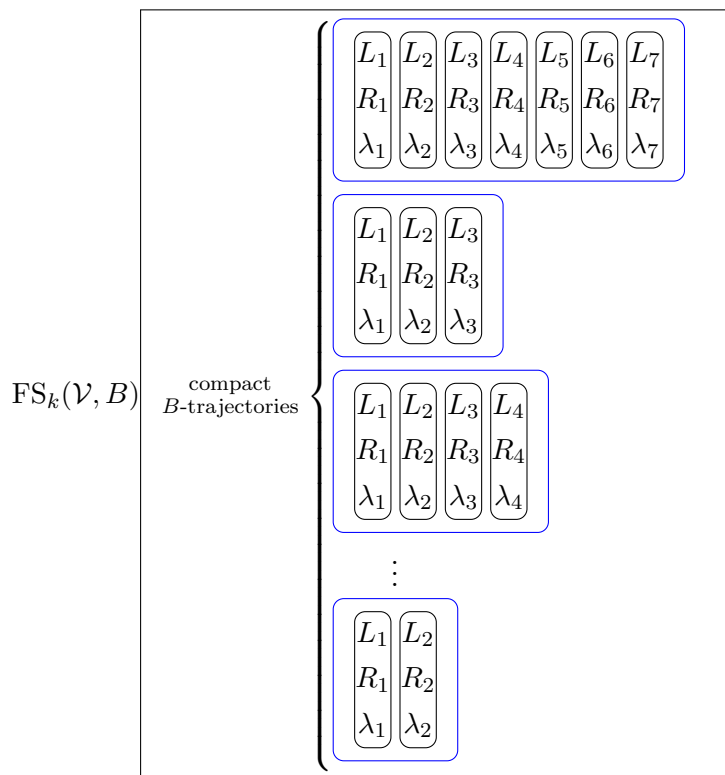 L₁ L₂ L₃ L₄ L₅ L₆ L₇
R₁ R₂ R₃ R₄ R₅ R₆ R₇
λ₁ λ₂ λ₃ λ₄ λ₅ λ₆ λ₇
L₁ L₂ L₃
R₁ R₂ R₃
λ₁ λ₂ λ₃
FSₖ(𝒱, B)
compact
B-trajectories
L₁ L₂ L₃ L₄
R₁ R₂ R₃ R₄
λ₁ λ₂ λ₃ λ₄
⋮
L₁ L₂
R₁ R₂
λ₁ λ₂